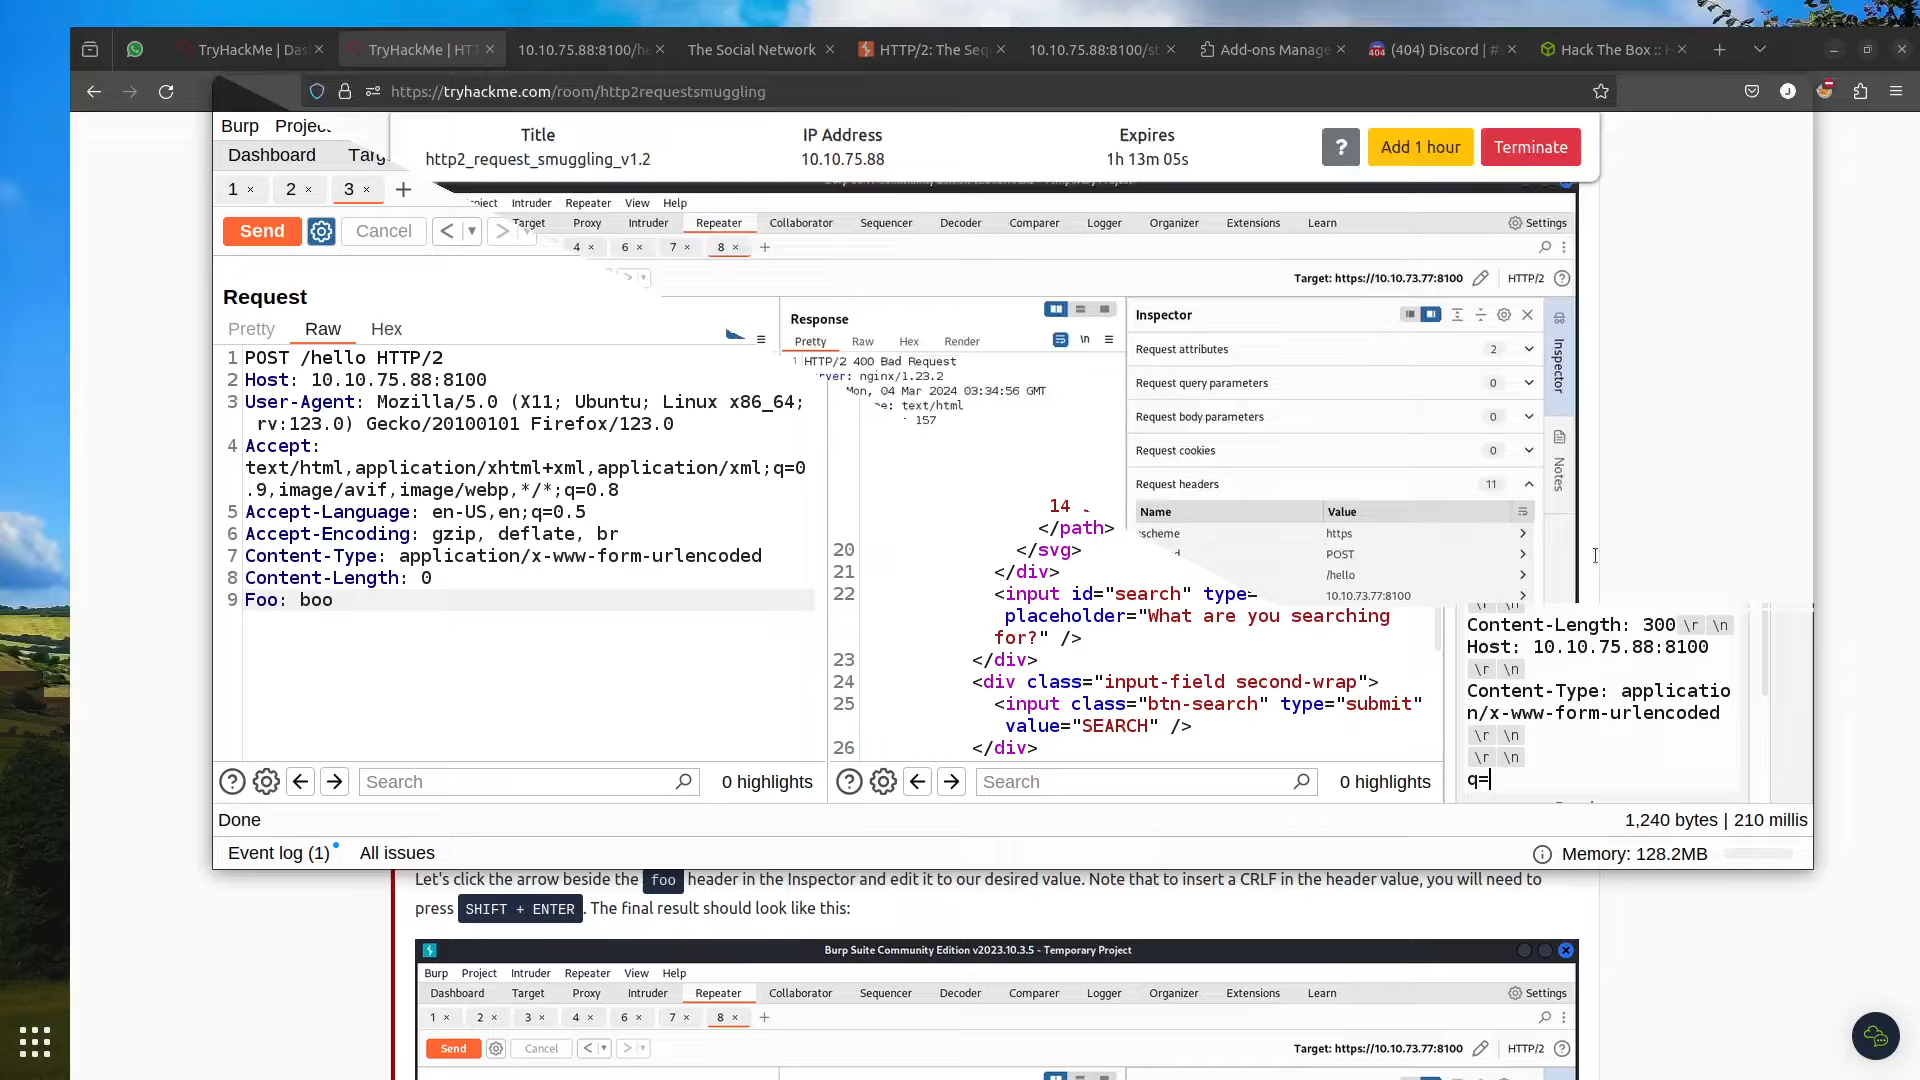 TryHackMe | Das
TryHackMe | HTT
10.10.75.88:8100/he
The Social Network
HTTP/2: The Seq
10.10.75.88:8100/st
Add-ons Manage
(404) Discord | #
Hack The Box :: H
https://tryhackme.com/room/http2requestsmuggling
Burp Project
Title
IP Address
Expires
http2_request_smuggling_v1.2
10.10.75.88
1h 13m 05s
? Add 1 hour Terminate
Dashboard Targ
1 × 2 × 3 × +
Send Cancel < >
Intruder Repeater View Help
Target Proxy Intruder Repeater Collaborator Sequencer Decoder Comparer Logger Organizer Extensions Learn Settings
4 × 6 × 7 × 8 × +
Target: https://10.10.73.77:8100 HTTP/2
Request
Pretty Raw Hex
1 POST /hello HTTP/2
2 Host: 10.10.75.88:8100
3 User-Agent: Mozilla/5.0 (X11; Ubuntu; Linux x86_64;
rv:123.0) Gecko/20100101 Firefox/123.0
4 Accept:
text/html,application/xhtml+xml,application/xml;q=0
.9,image/avif,image/webp,*/*;q=0.8
5 Accept-Language: en-US,en;q=0.5
6 Accept-Encoding: gzip, deflate, br
7 Content-Type: application/x-www-form-urlencoded
8 Content-Length: 0
9 Foo: boo
Response
Pretty Raw Hex Render
\n
1 HTTP/2 400 Bad Request
rver: nginx/1.23.2
Mon, 04 Mar 2024 03:34:56 GMT
pe: text/html
: 157
14
</path>
20 </svg>
21 </div>
22 <input id="search" type=
placeholder="What are you searching
for?" />
23 </div>
24 <div class="input-field second-wrap">
25 <input class="btn-search" type="submit"
value="SEARCH" />
26 </div>
Inspector
Request attributes 2
Request query parameters 0
Request body parameters 0
Request cookies 0
Request headers 11
Name Value
scheme https
POST
/hello
10.10.73.77:8100
Inspector
Notes
\r \n
Content-Length: 300 \r \n
Host: 10.10.75.88:8100
\r \n
Content-Type: applicatio
n/x-www-form-urlencoded
\r \n
\r \n
q=
Search 0 highlights
Search 0 highlights
Done
1,240 bytes | 210 millis
Event log (1) All issues
Memory: 128.2MB
Let's click the arrow beside the foo header in the Inspector and edit it to our desired value. Note that to insert a CRLF in the header value, you will need to
press SHIFT + ENTER. The final result should look like this:
Burp Suite Community Edition v2023.10.3.5 - Temporary Project
Burp Project Intruder Repeater View Help
Dashboard Target Proxy Intruder Repeater Collaborator Sequencer Decoder Comparer Logger Organizer Extensions Learn Settings
1 × 2 × 3 × 4 × 6 × 7 × 8 × +
Send Cancel < >
Target: https://10.10.73.77:8100 HTTP/2